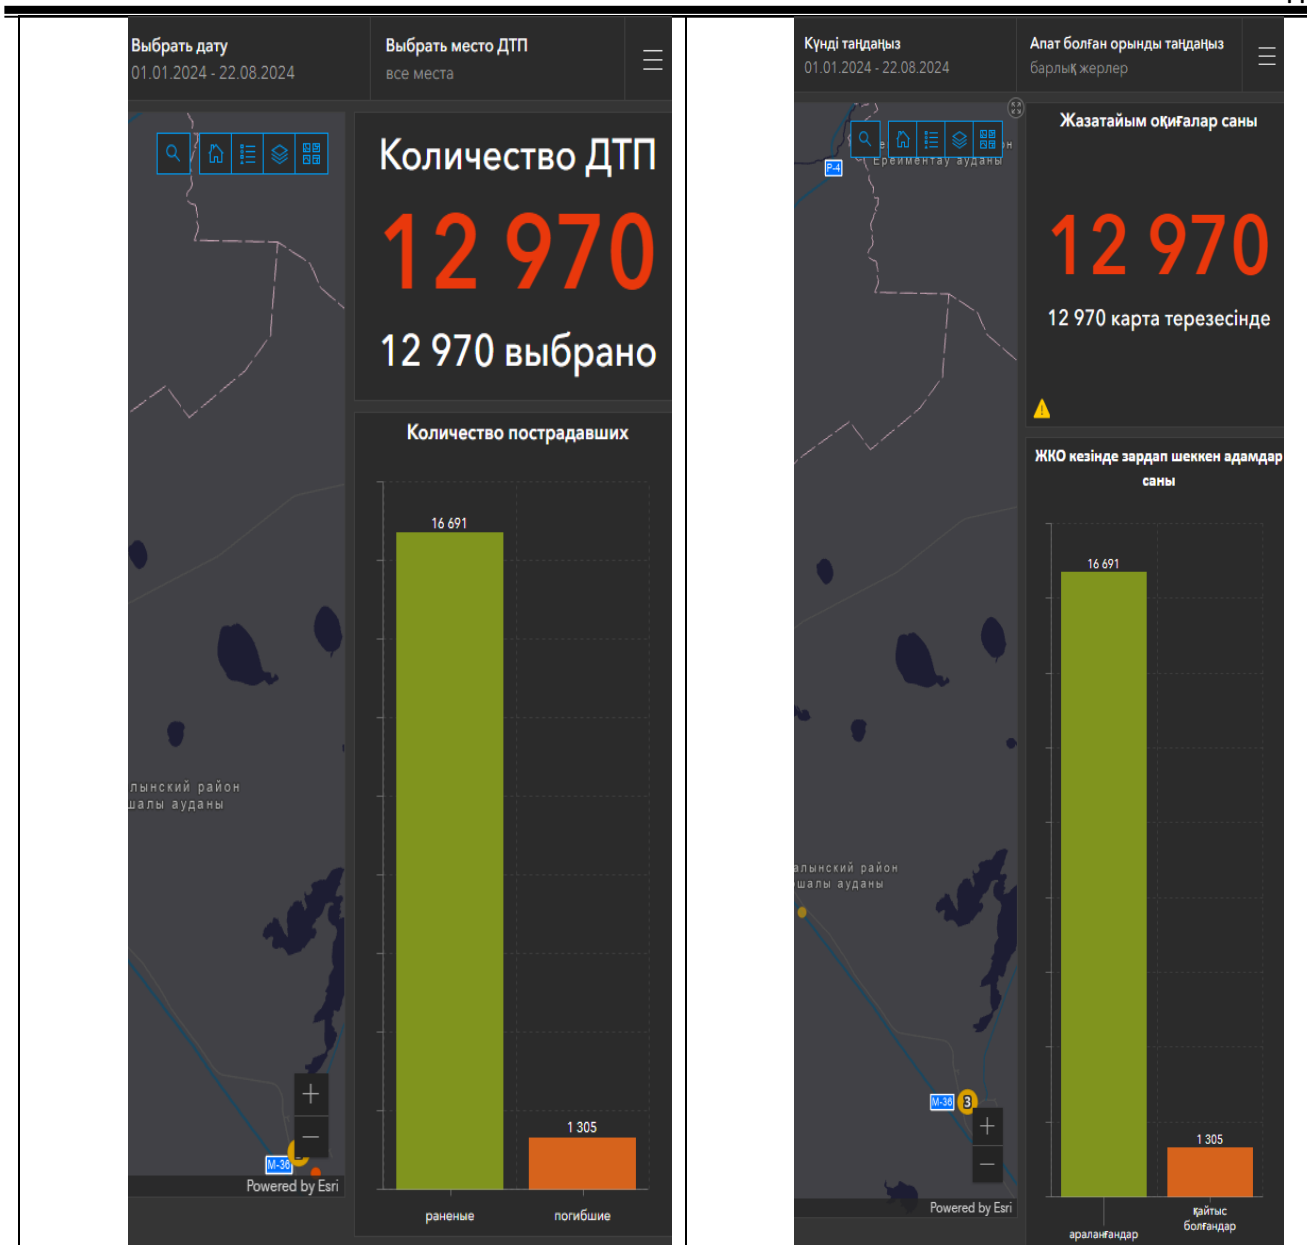 Выбрать дату
01.01.2024 - 22.08.2024
Выбрать место ДТП
все места
Количество ДТП
12 970
12 970 выбрано
Количество пострадавших
16 691
1 305
раненые
погибшие
лынский район
шалы ауданы
М-36
Powered by Esri
Күнді таңдаңыз
01.01.2024 - 22.08.2024
Апат болған орынды таңдаңыз
барлық жерлер
Р-4
Ерейментау ауданы
Жазатайым оқиғалар саны
12 970
12 970 карта терезесінде
ЖКО кезінде зардап шеккен адамдар
саны
16 691
1 305
араланғандар
қайтыс
болғандар
алынский район
шалы ауданы
М-36
3
Powered by Esri